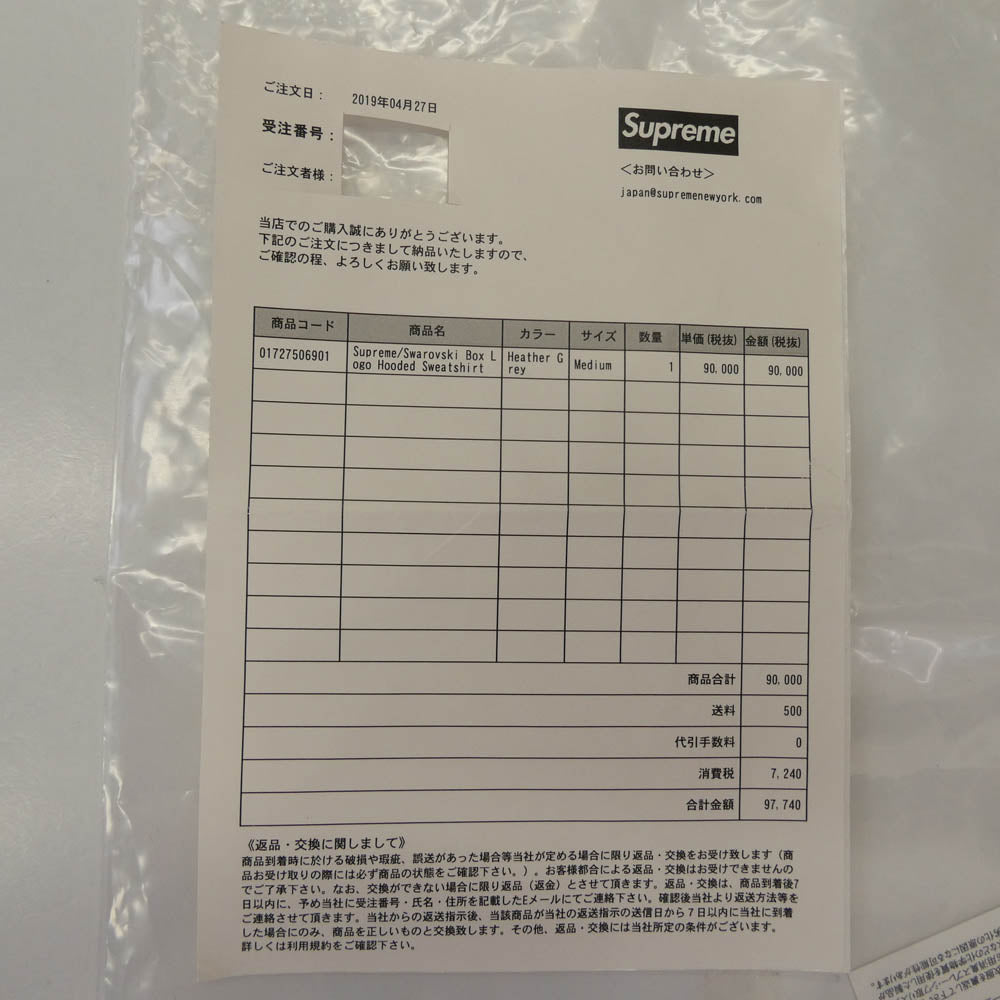 ご注文日： 2019年04月27日
受注番号：
ご注文者様：
Supreme
＜お問い合わせ＞
japan@supremenewyork.com
当店でのご購入誠にありがとうございます。
下記のご注文につきまして納品いたしますので、
ご確認の程、よろしくお願い致します。
商品コード 商品名 カラー サイズ 数量 単価(税抜) 金額(税抜)
01727506901 Supreme/Swarovski Box L Heather G Medium 1 90,000 90,000
ogo Hooded Sweatshirt rey
商品合計 90,000
送料 500
代引手数料 0
消費税 7,240
合計金額 97,740
《返品・交換に関しまして》
商品到着時に於ける破損や瑕疵、誤送があった場合等当社が定める場合に限り返品・交換をお受け致します（商
品お受け取りの際には必ず商品の状態をご確認下さい。）。お客様都合による返品・交換はお受けできませんの
でご了承下さい。なお、交換ができない場合に限り返品（返金）とさせて頂きます。返品・交換は、商品到着後7
日以内に、予め当社に受注番号・氏名・住所を記載したEメールにてご連絡下さい。確認後当社より返送方法等を
ご連絡させて頂きます。当社からの返送指示後、当該商品が当社の返送指示の送信日から７日以内に当社に到着
した場合にのみ、商品を正しいものと交換致します。その他、返品・交換には当社所定の条件がございます。
詳しくは利用規約をご確認下さい。